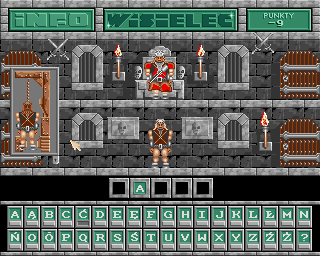 INFO WISIELEC PUNKTY
-9
A
A Ą B C Ć D E Ę F G H I J K L Ł M N
Ń O Ó P Q R S Ś T U V W X Y Z Ź Ż ?